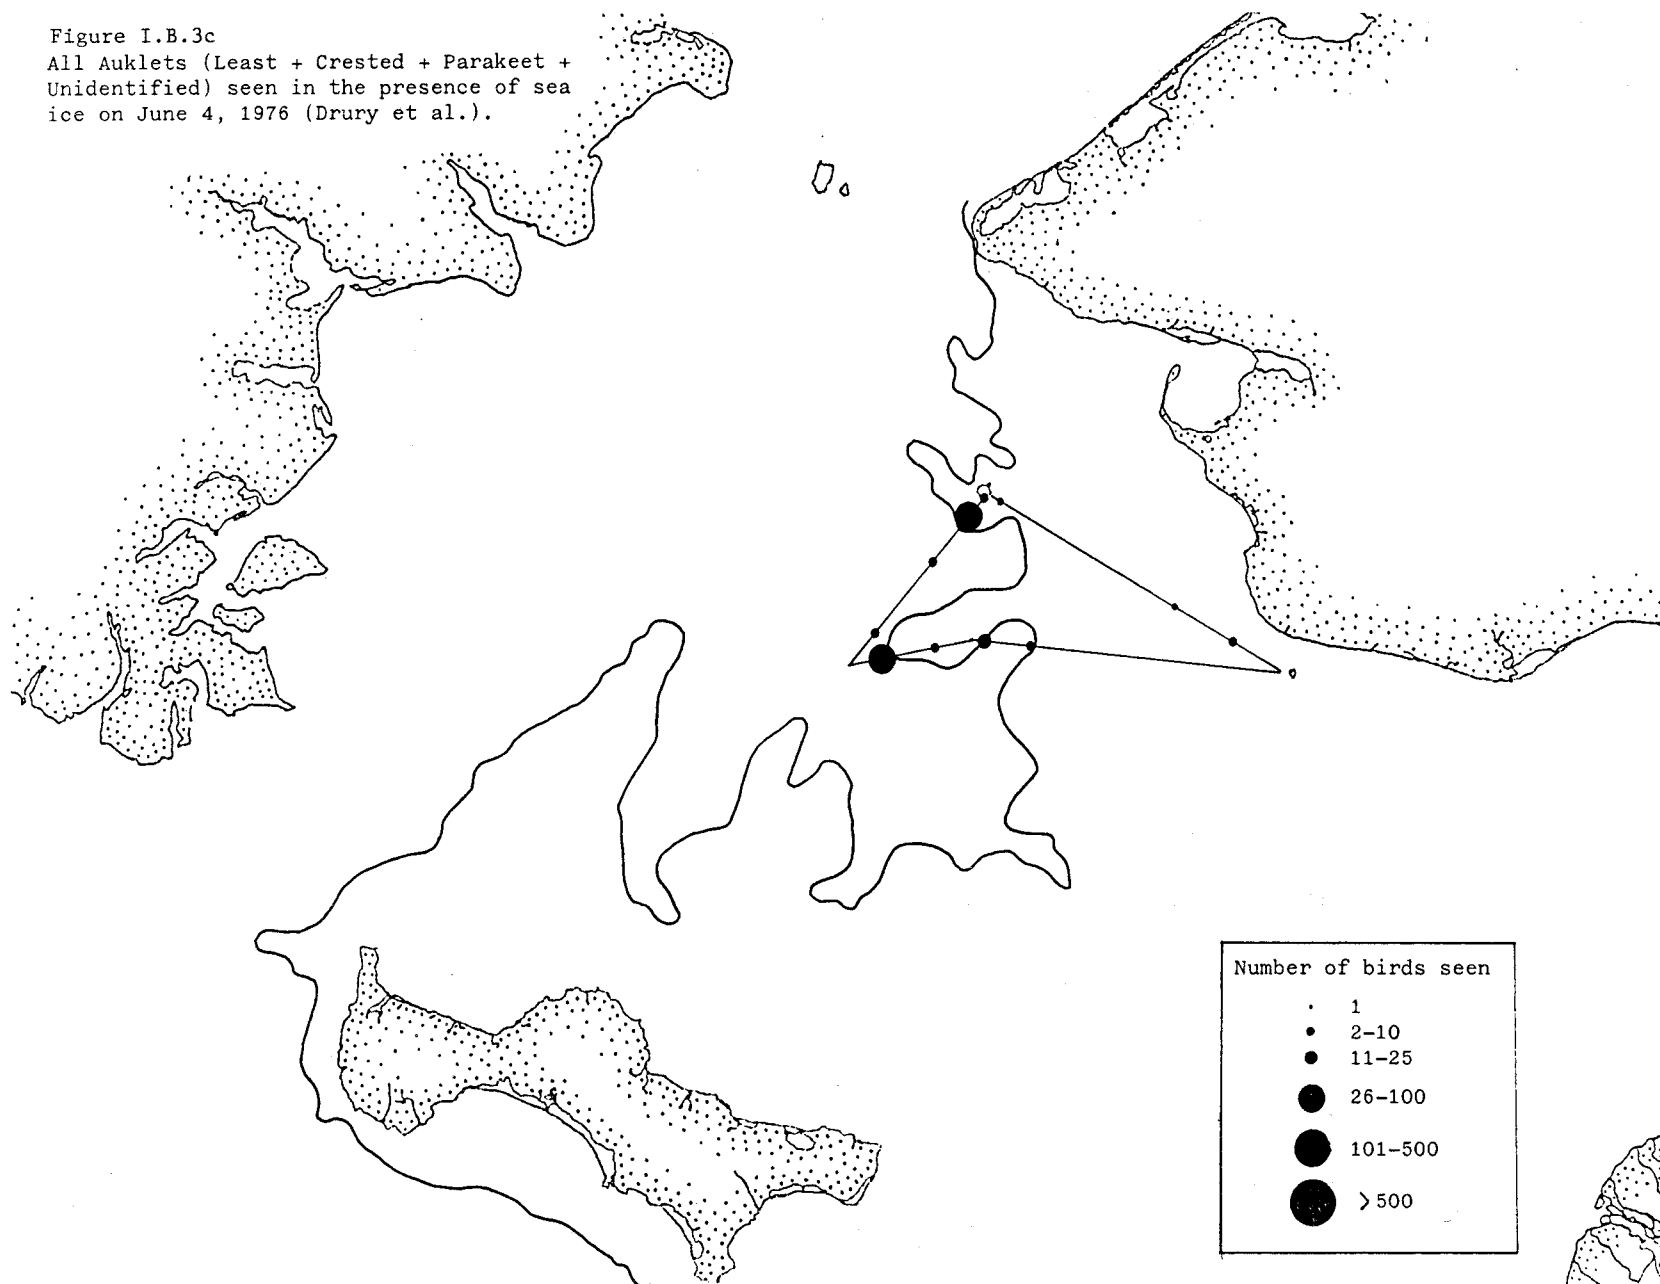 Figure I.B.3c
All Auklets (Least + Crested + Parakeet +
Unidentified) seen in the presence of sea
ice on June 4, 1976 (Drury et al.).
Number of birds seen
1
2-10
11-25
26-100
101-500
>500